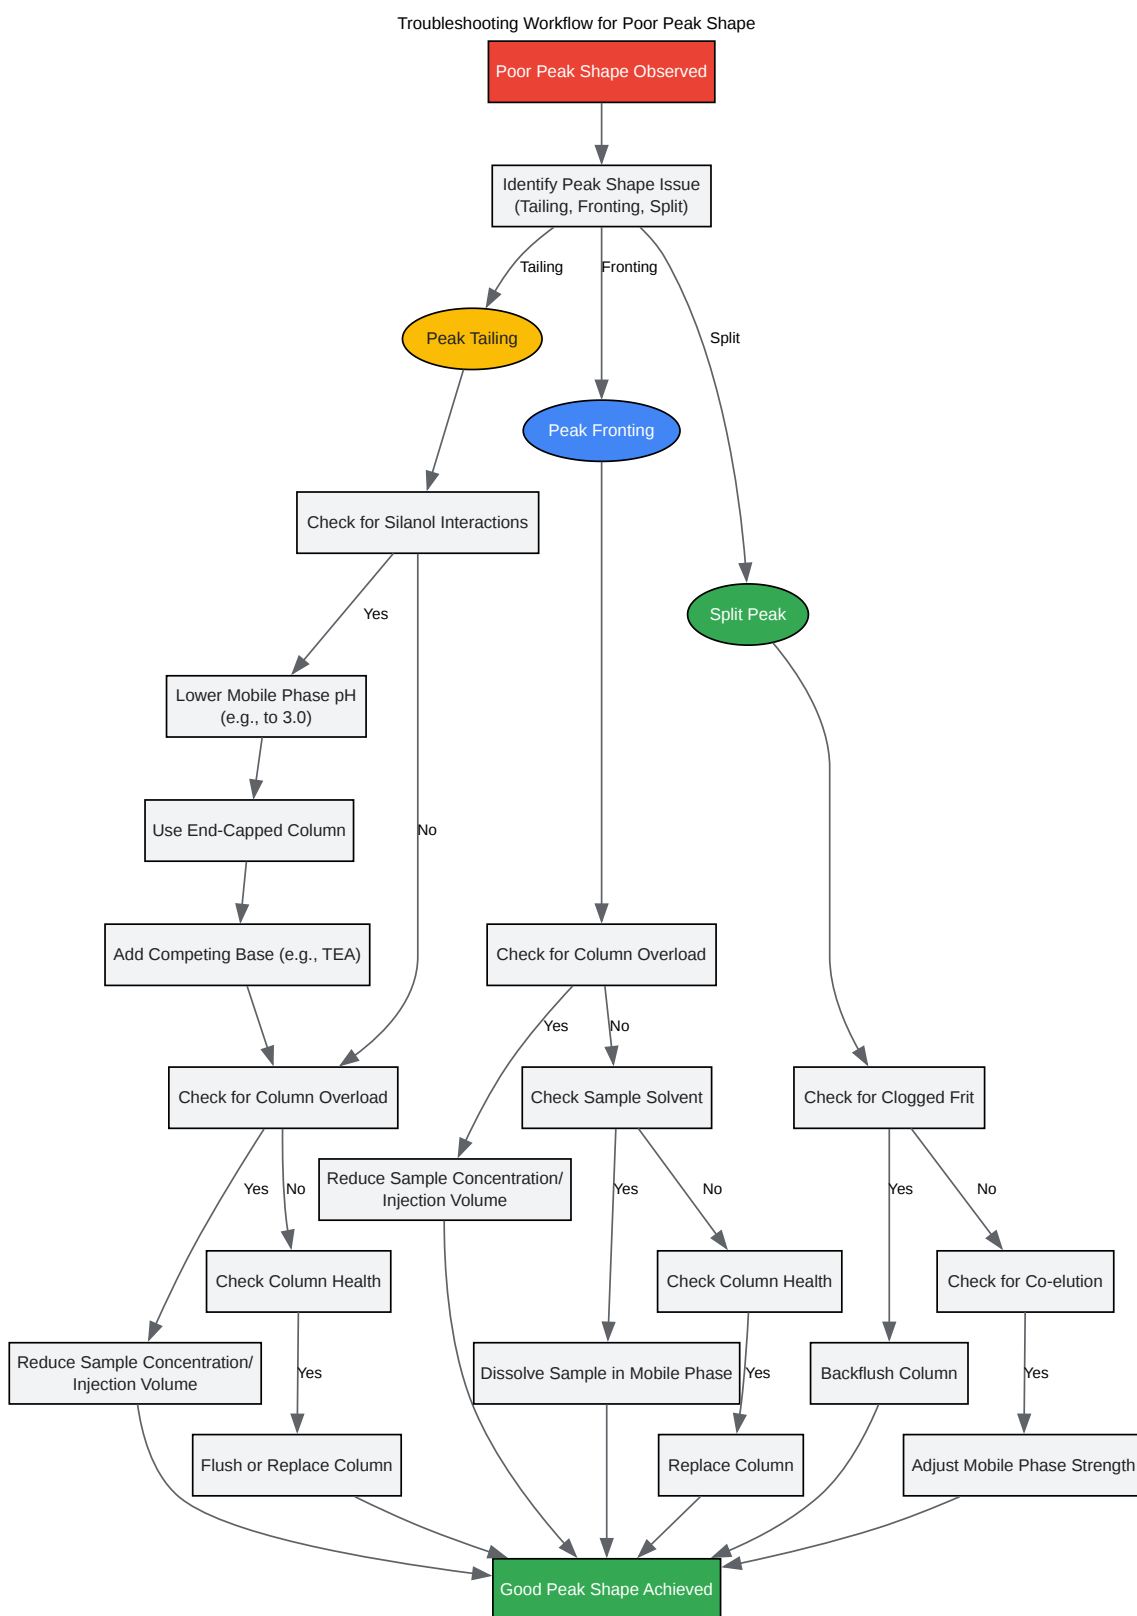 Troubleshooting Workflow for Poor Peak Shape
Poor Peak Shape Observed
Identify Peak Shape Issue
(Tailing, Fronting, Split)
Tailing
Fronting
Split
Peak Tailing
Peak Fronting
Check for Silanol Interactions
Split Peak
Yes
Lower Mobile Phase pH
(e.g., to 3.0)
Use End-Capped Column
No
Add Competing Base (e.g., TEA)
Check for Column Overload
Yes
No
Check for Column Overload
Check Sample Solvent
Check for Clogged Frit
Reduce Sample Concentration/
Injection Volume
Yes
No
Yes
No
Yes
No
Check Column Health
Check Column Health
Check for Co-elution
Reduce Sample Concentration/
Injection Volume
Yes
Dissolve Sample in Mobile Phase
Yes
Backflush Column
Yes
Flush or Replace Column
Replace Column
Adjust Mobile Phase Strength
Good Peak Shape Achieved